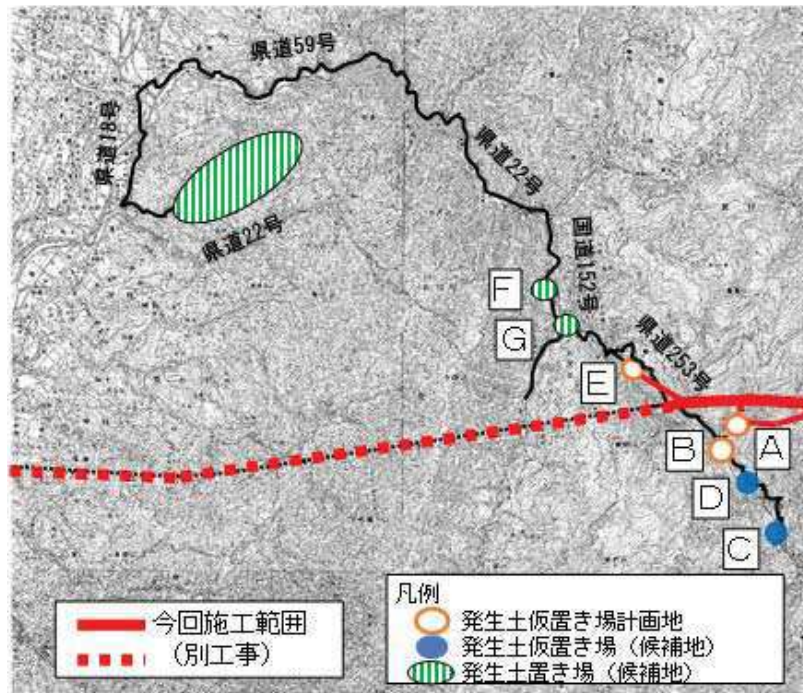 県道59号
県道18号
県道22号
県道22号
国道152号
F
G
県道253号
E
A
B
D
C
今回施工範囲
(別工事)
凡例
発生土仮置き場計画地
発生土仮置き場(候補地)
発生土置き場(候補地)